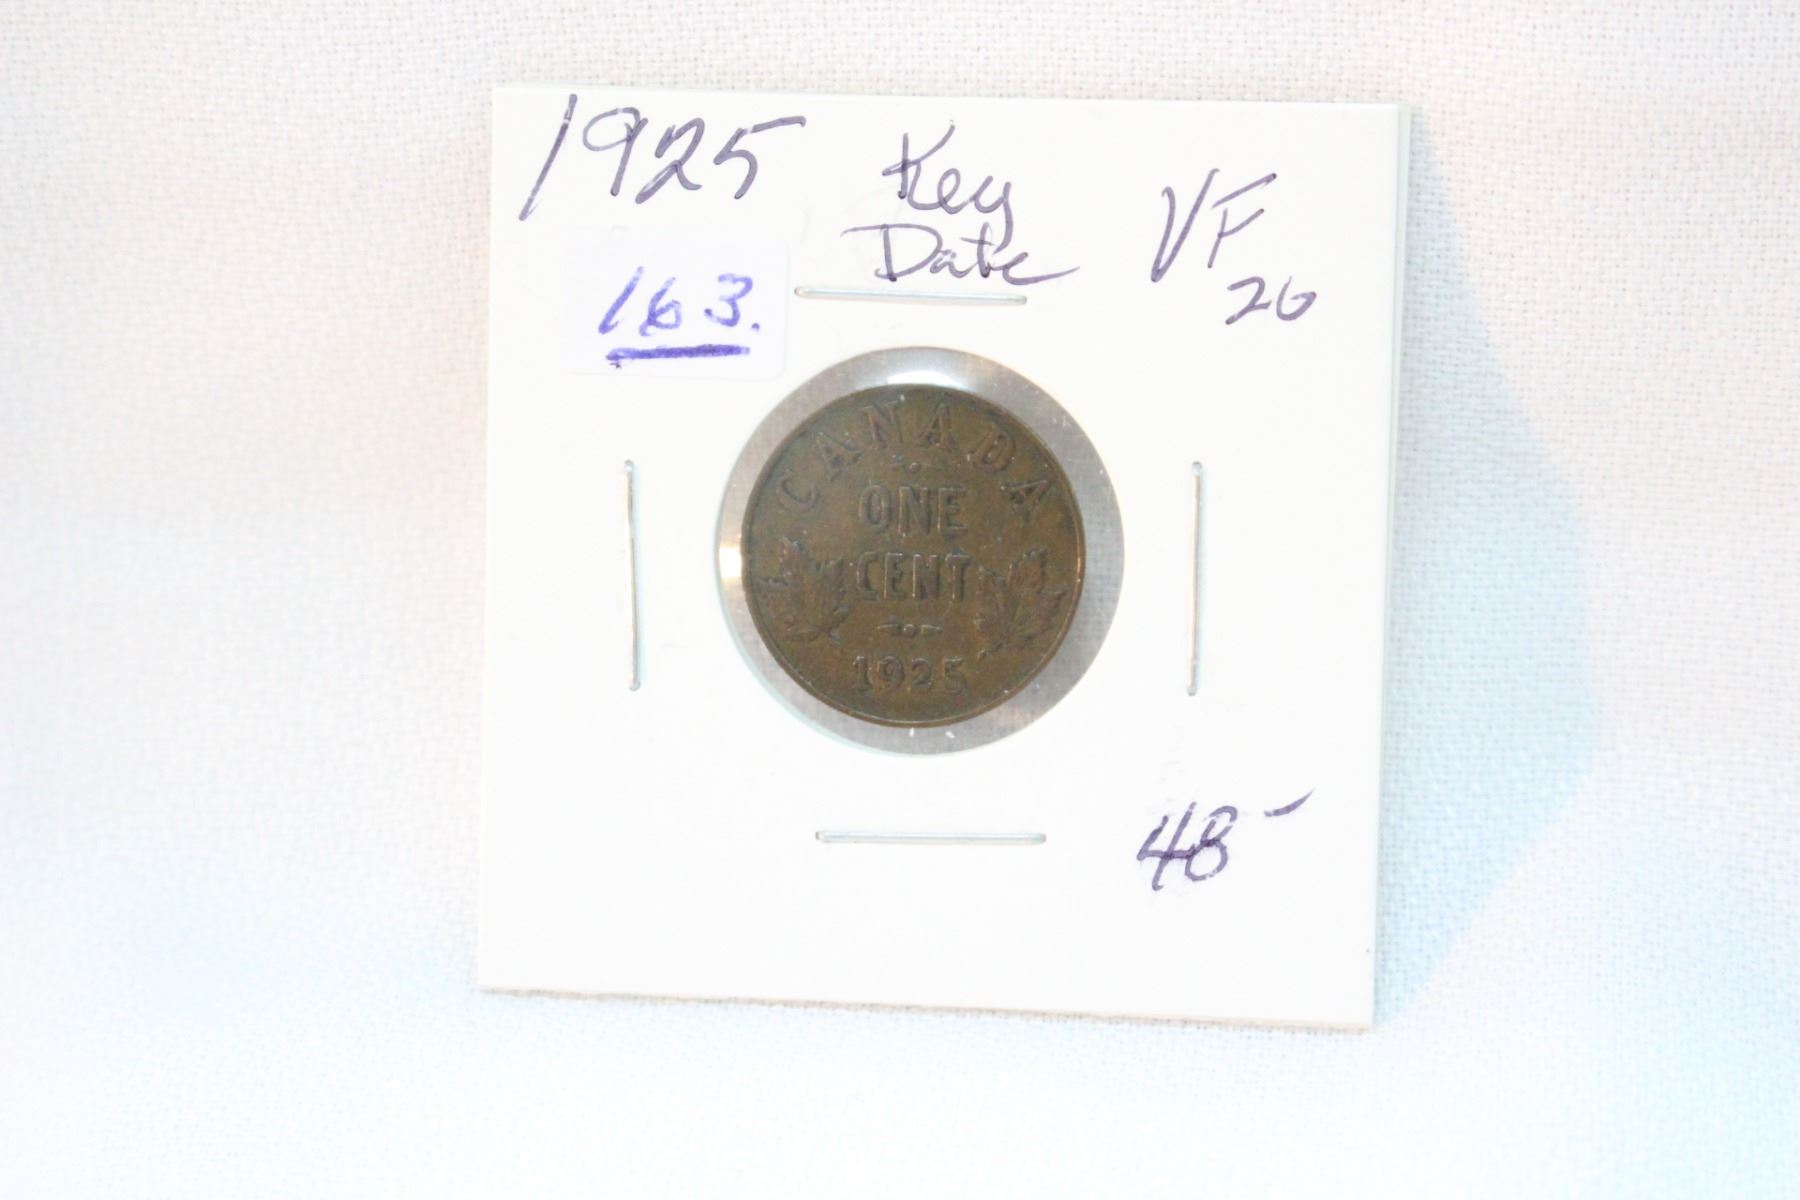 1925 Key Date VF 20
163.
CANADA
ONE
CENT
1925
48-